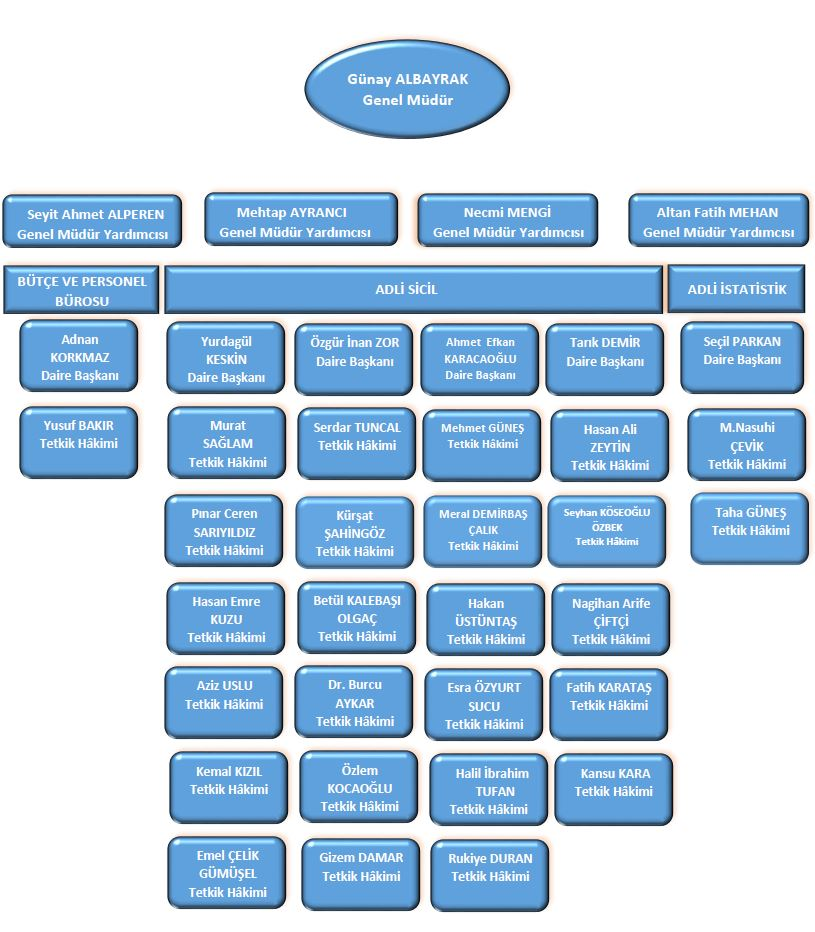 Günay ALBAYRAK
Genel Müdür
Seyit Ahmet ALPEREN
Genel Müdür Yardımcısı
Mehtap AYRANCI
Genel Müdür Yardımcısı
Necmi MENGİ
Genel Müdür Yardımcısı
Altan Fatih MEHAN
Genel Müdür Yardımcısı
BÜTÇE VE PERSONEL
BÜROSU
ADLİ SİCİL
ADLİ İSTATİSTİK
Adnan
KORKMAZ
Daire Başkanı
Yurdagül
KESKİN
Daire Başkanı
Özgür İnan ZOR
Daire Başkanı
Ahmet Efkan
KARACAOĞLU
Daire Başkanı
Tarık DEMİR
Daire Başkanı
Seçil PARKAN
Daire Başkanı
Yusuf BAKIR
Tetkik Hâkimi
Murat
SAĞLAM
Tetkik Hâkimi
Serdar TUNCAL
Tetkik Hâkimi
Mehmet GÜNEŞ
Tetkik Hâkimi
Hasan Ali
ZEYTİN
Tetkik Hâkimi
M.Nasuhi
ÇEVİK
Tetkik Hâkimi
Pınar Ceren
SARIYILDIZ
Tetkik Hâkimi
Kürşat
ŞAHİNGÖZ
Tetkik Hâkimi
Meral DEMİRBAŞ
ÇALIK
Tetkik Hâkimi
Seyhan KÖSEOĞLU
ÖZBEK
Tetkik Hâkimi
Taha GÜNEŞ
Tetkik Hâkimi
Hasan Emre
KUZU
Tetkik Hâkimi
Betül KALEBAŞI
OLGAÇ
Tetkik Hâkimi
Hakan
ÜSTÜNTAŞ
Tetkik Hâkimi
Nagihan Arife
ÇİFTÇİ
Tetkik Hâkimi
Aziz USLU
Tetkik Hâkimi
Dr. Burcu
AYKAR
Tetkik Hâkimi
Esra ÖZYURT
SUCU
Tetkik Hâkimi
Fatih KARATAŞ
Tetkik Hâkimi
Kemal KIZIL
Tetkik Hâkimi
Özlem
KOCAOĞLU
Tetkik Hâkimi
Halil İbrahim
TUFAN
Tetkik Hâkimi
Kansu KARA
Tetkik Hâkimi
Emel ÇELİK
GÜMÜŞEL
Tetkik Hâkimi
Gizem DAMAR
Tetkik Hâkimi
Rukiye DURAN
Tetkik Hâkimi